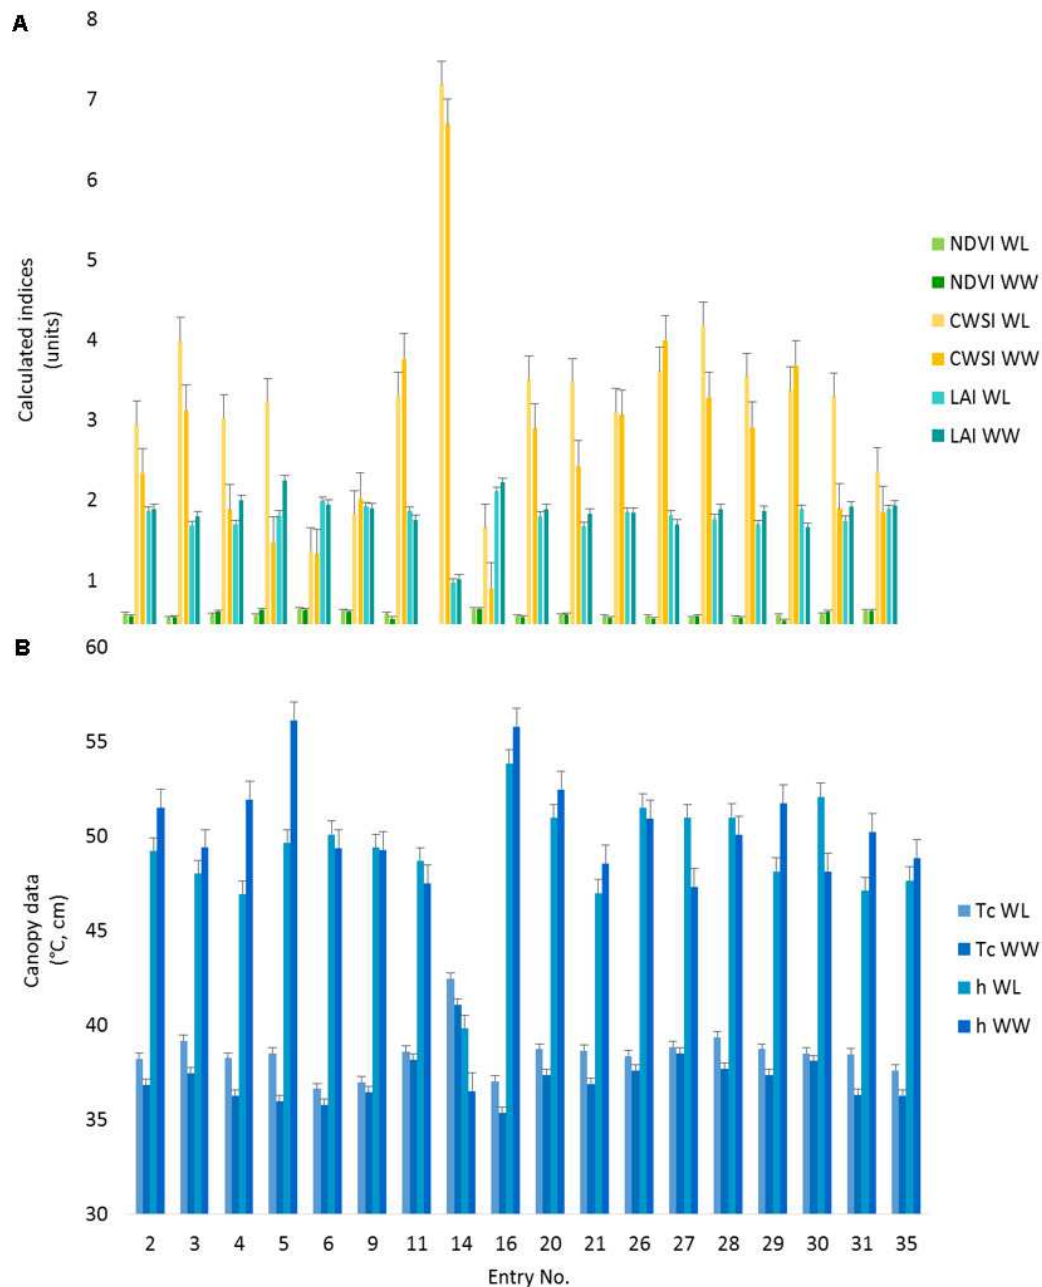 A
8
7
6
5
4
3
2
1
Calculated indices
(units)
NDVI WL
NDVI WW
CWSI WL
CWSI WW
LAI WL
LAI WW
B
60
55
50
45
40
35
30
Canopy data
(°C, cm)
Tc WL
Tc WW
h WL
h WW
2 3 4 5 6 9 11 14 16 20 21 26 27 28 29 30 31 35
Entry No.